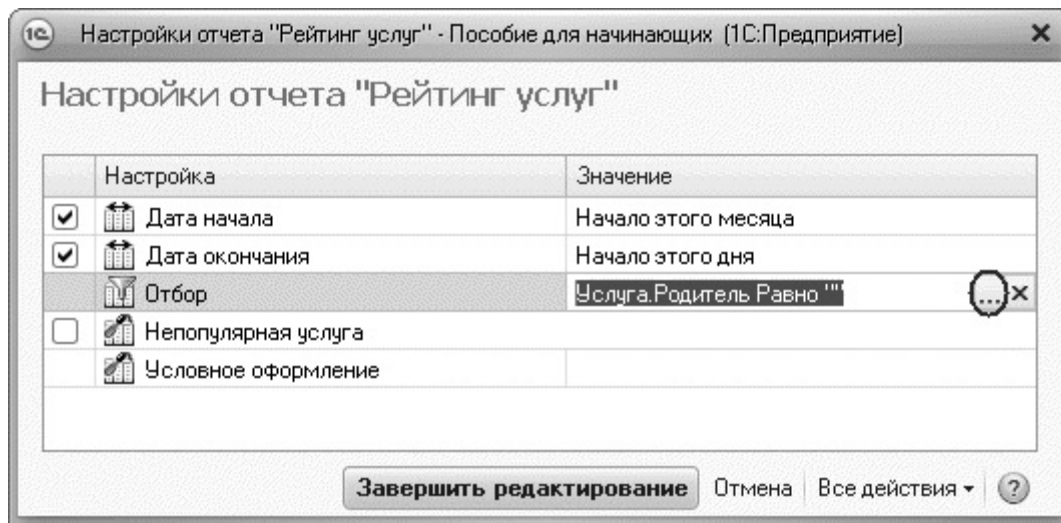 1С Настройки отчета "Рейтинг услуг" - Пособие для начинающих (1С:Предприятие)
Настройки отчета "Рейтинг услуг"
Настройка Значение
Дата начала Начало этого месяца
Дата окончания Начало этого дня
Отбор Услуга.Родитель Равно "" ...
Непопулярная услуга
Условное оформление
Завершить редактирование Отмена Все действия ?